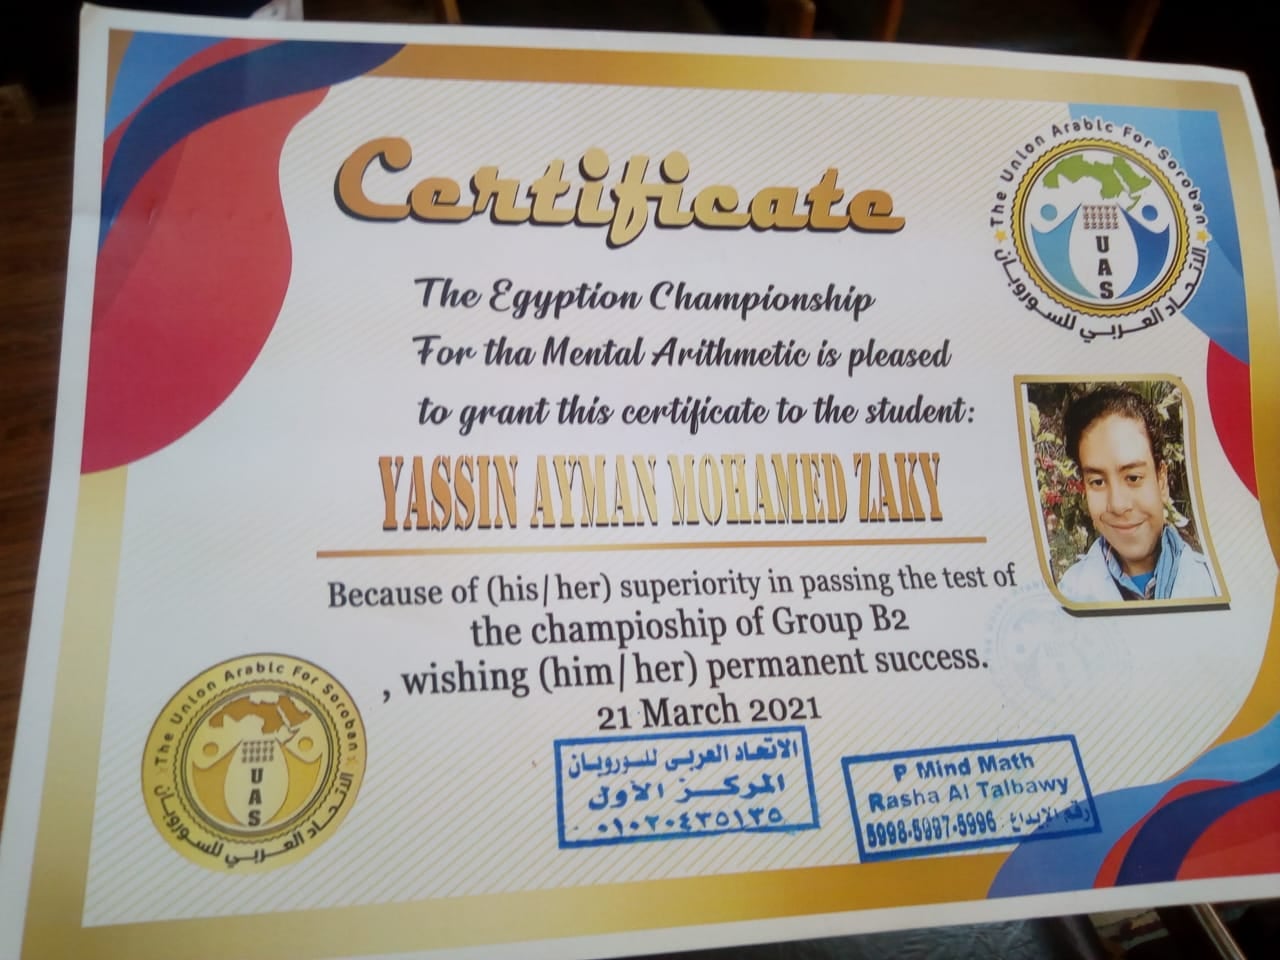 Certificate
The Union Arabic For Soroban
UAS
الاتحاد العربي للسوروبان
The Egyption Championship
For tha Mental Arithmetic is pleased
to grant this certificate to the student:
YASSIN AYMAN MOHAMED ZAKY
Because of (his/her) superiority in passing the test of
the champioship of Group B2
, wishing (him/her) permanent success.
21 March 2021
The Union Arabic For Soroban
UAS
الاتحاد العربي للسوروبان
الاتحاد العربى للسوروبان
المركز الأول
٠١٠٢٠٤٣٥١٣٥
P Mind Math
Rasha Al Talbawy
رقم الإيداع: 5996-5997-5998